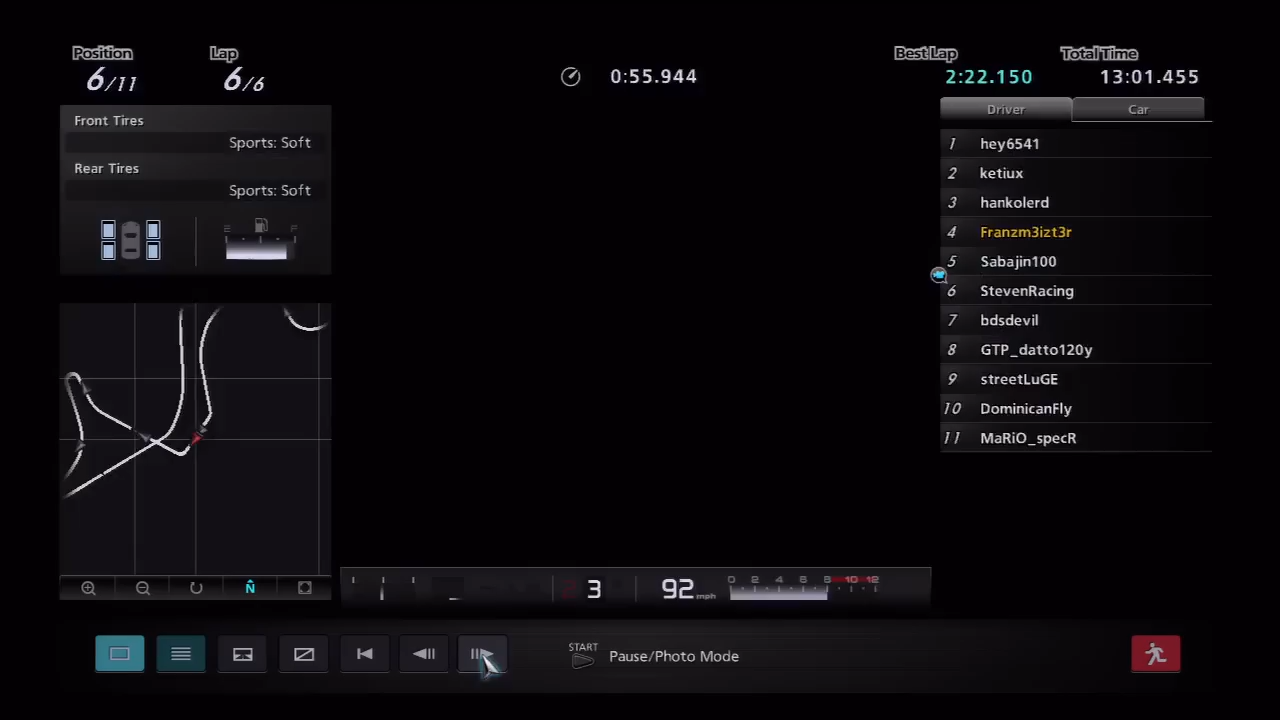 Position
6/11
Lap
6/6
0:55.944
Best Lap
2:22.150
Total Time
13:01.455
Front Tires
Sports: Soft
Rear Tires
Sports: Soft
E F
Driver
Car
1 hey6541
2 ketiux
3 hankolerd
4 Franzm3izt3r
5 Sabajin100
6 StevenRacing
7 bdsdevil
8 GTP_datto120y
9 streetLuGE
10 DominicanFly
11 MaRiO_specR
N
3
92 mph
0 2 4 6 8 10 12
START
Pause/Photo Mode